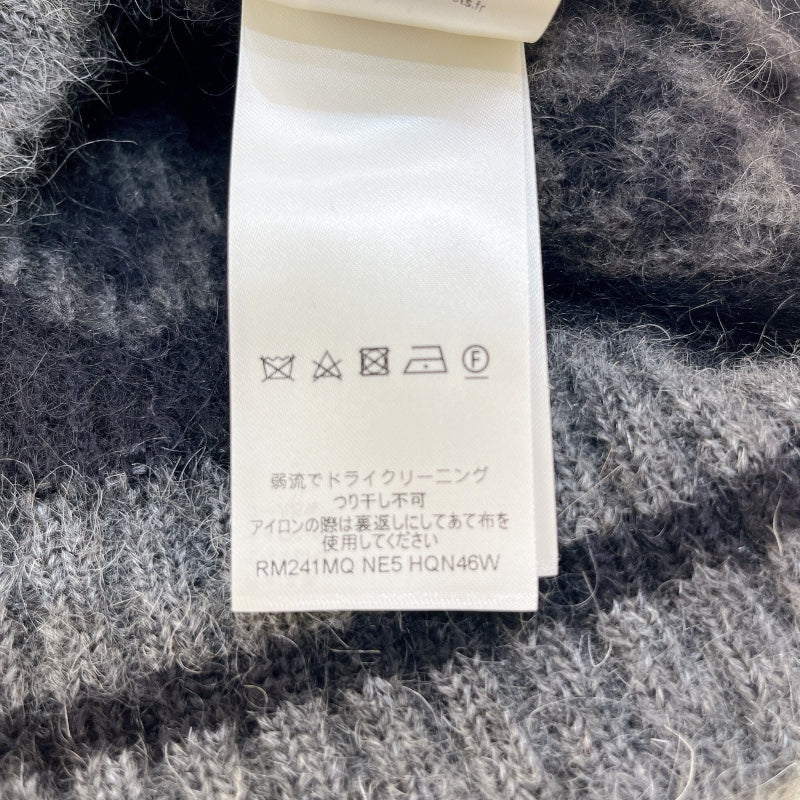 F
弱流でドライクリーニング
つり干し不可
アイロンの際は裏返しにしてあて布を
使用してください
RM241MQ NE5 HQN46W